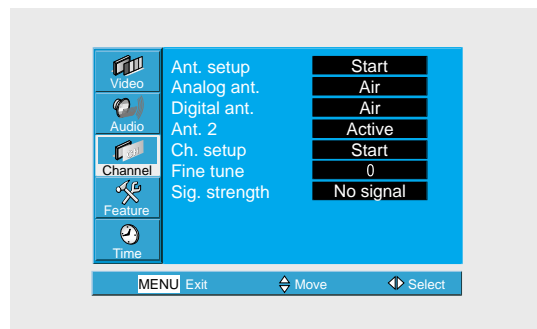 Video
Audio
Channel
Feature
Time
Ant. setup Start
Analog ant. Air
Digital ant. Air
Ant. 2 Active
Ch. setup Start
Fine tune 0
Sig. strength No signal
MENU Exit Move Select